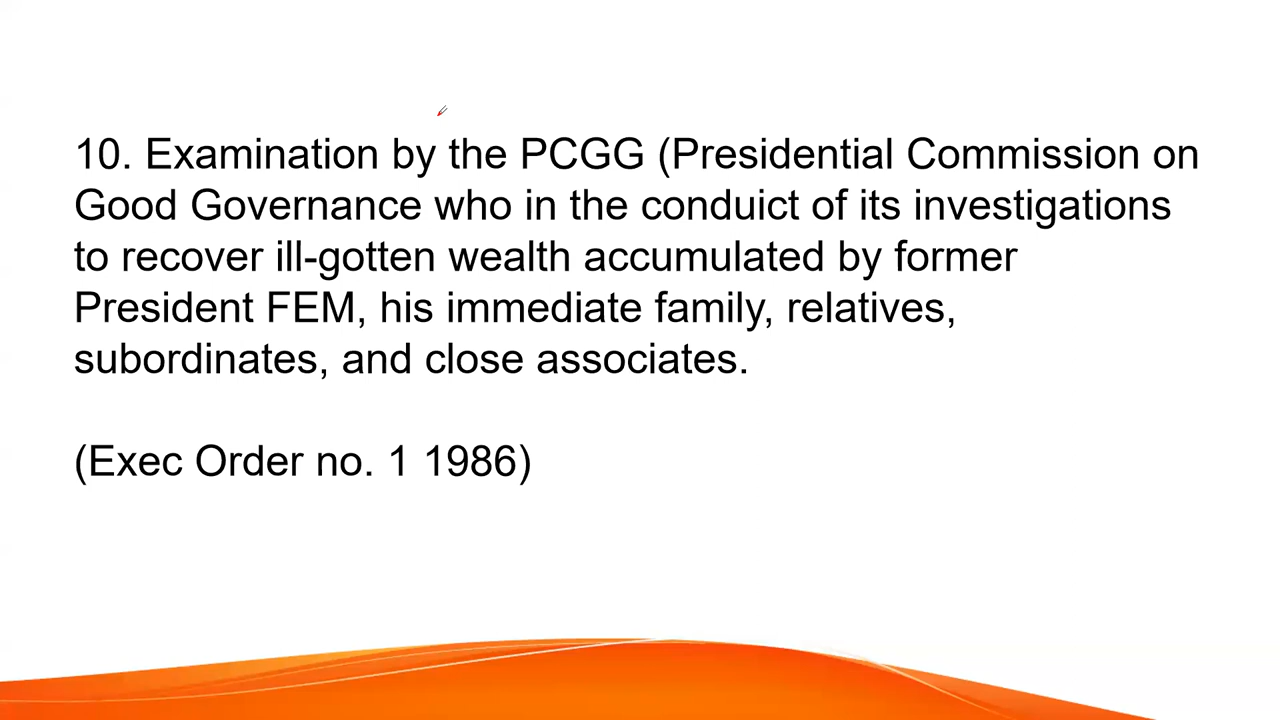 10. Examination by the PCGG (Presidential Commission on
Good Governance who in the conduict of its investigations
to recover ill-gotten wealth accumulated by former
President FEM, his immediate family, relatives,
subordinates, and close associates.
(Exec Order no. 1 1986)